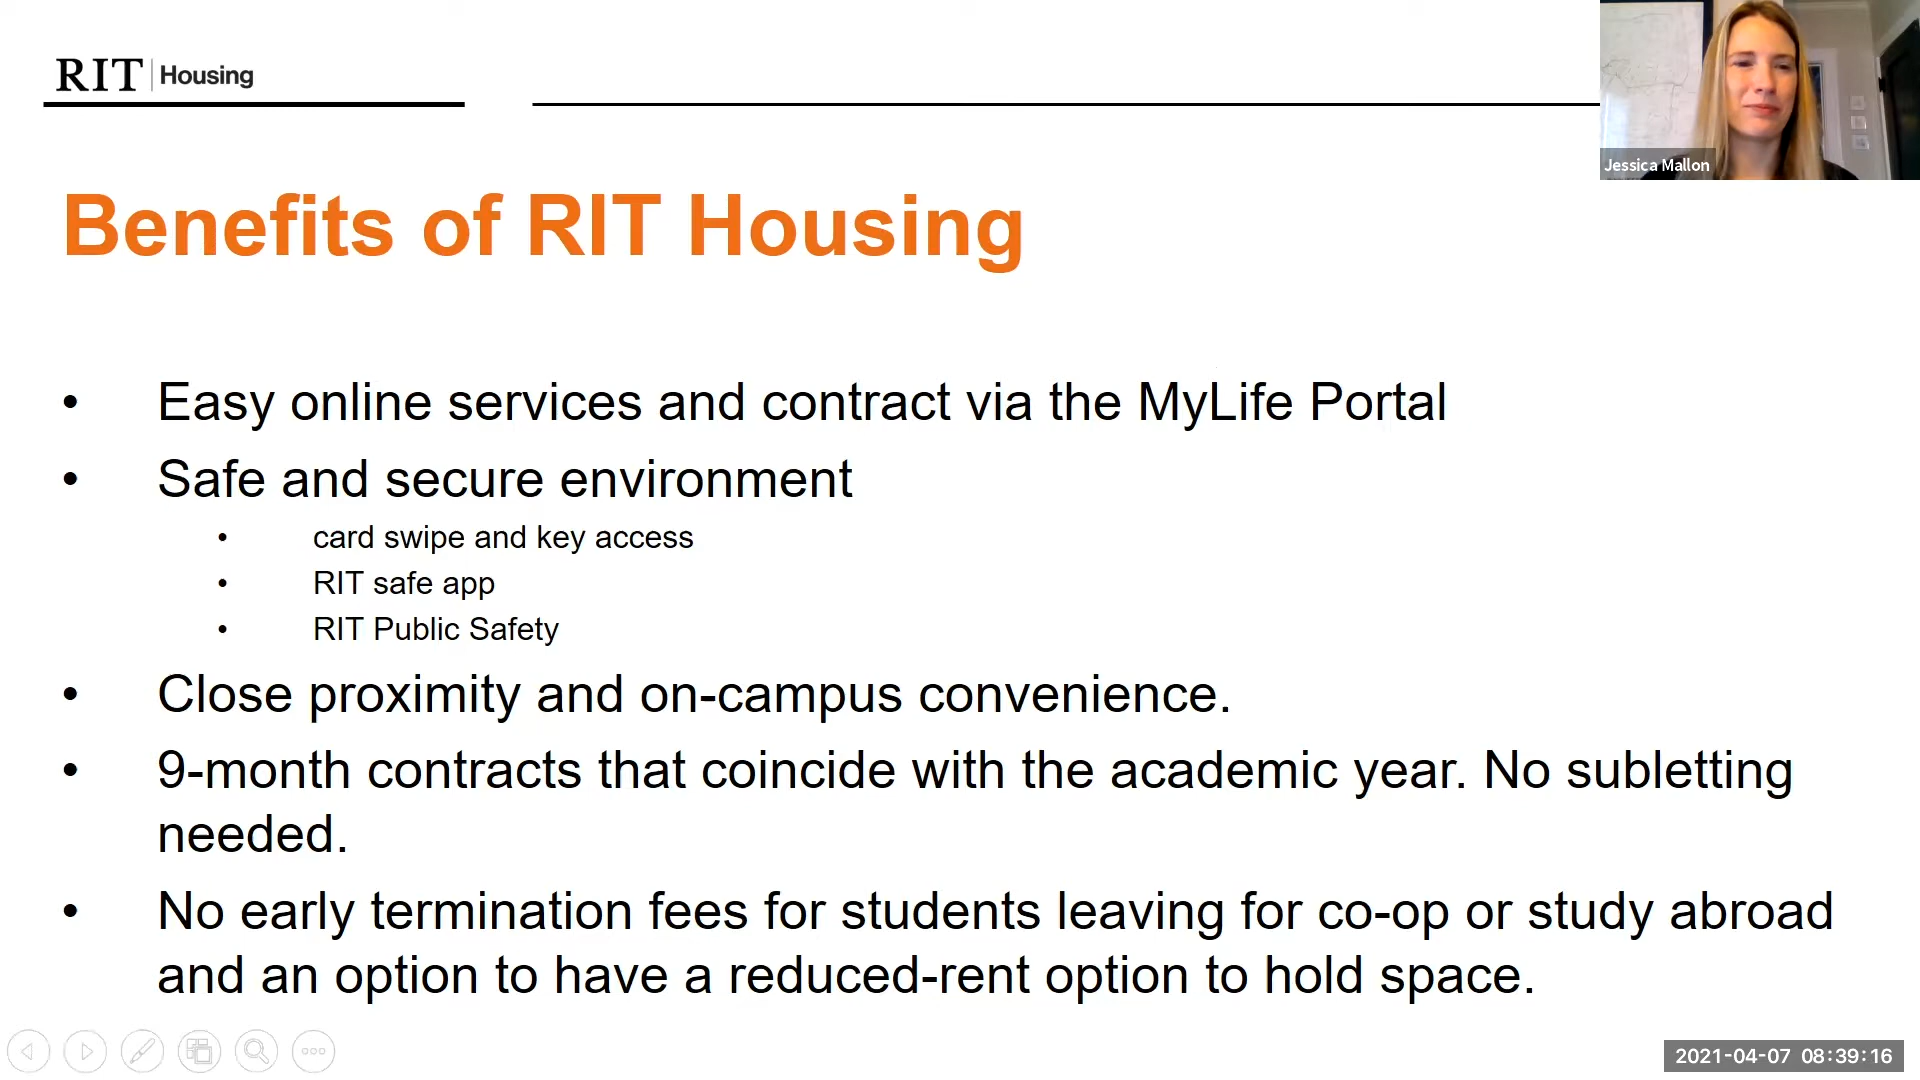 RIT | Housing
Jessica Mallon
Benefits of RIT Housing
• Easy online services and contract via the MyLife Portal
• Safe and secure environment
• card swipe and key access
• RIT safe app
• RIT Public Safety
• Close proximity and on-campus convenience.
• 9-month contracts that coincide with the academic year. No subletting
needed.
• No early termination fees for students leaving for co-op or study abroad
and an option to have a reduced-rent option to hold space.
2021-04-07 08:39:16